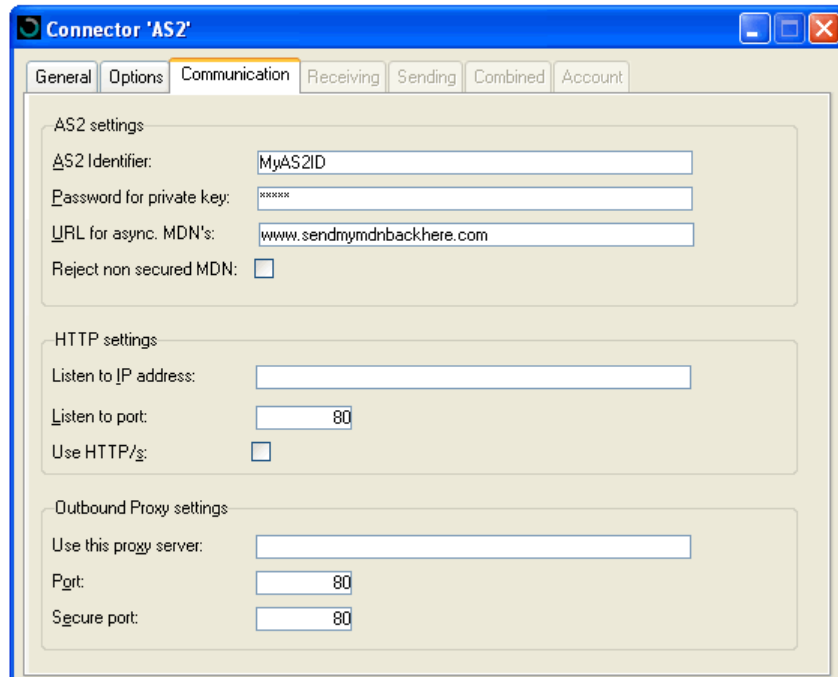 Connector 'AS2'
General Options Communication Receiving Sending Combined Account
AS2 settings
AS2 Identifier: MyAS2ID
Password for private key: *****
URL for async. MDN's: www.sendmymdnbackhere.com
Reject non secured MDN:
HTTP settings
Listen to IP address:
Listen to port: 80
Use HTTP/s:
Outbound Proxy settings
Use this proxy server:
Port: 80
Secure port: 80